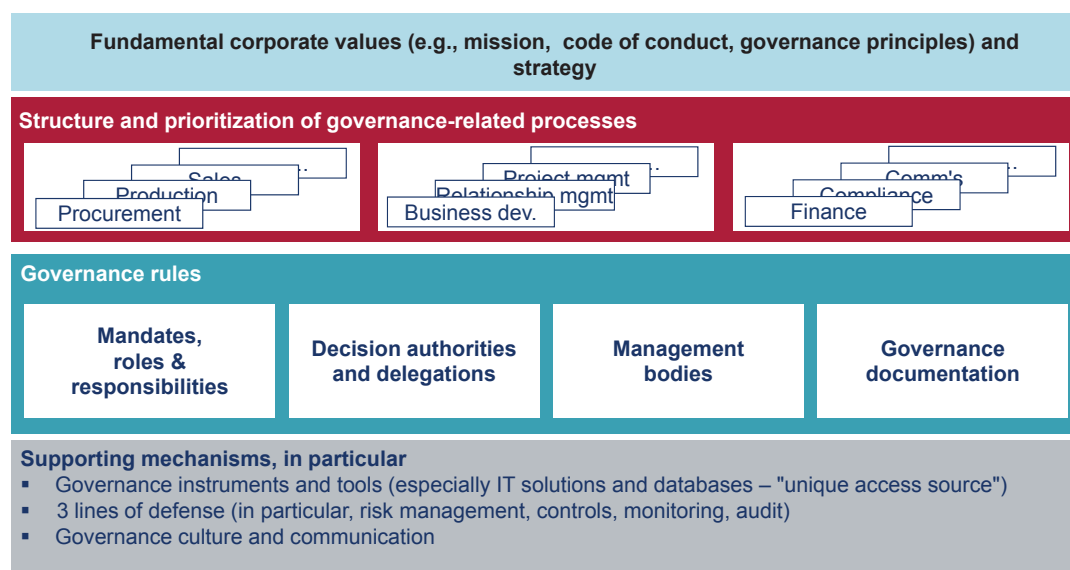 Fundamental corporate values (e.g., mission, code of conduct, governance principles) and
strategy
Structure and prioritization of governance-related processes
..
Sales
Production
Procurement
..
Project mgmt
Relationship mgmt
Business dev.
..
Comm's
Compliance
Finance
Governance rules
Mandates,
roles &
responsibilities
Decision authorities
and delegations
Management
bodies
Governance
documentation
Supporting mechanisms, in particular
▪ Governance instruments and tools (especially IT solutions and databases – "unique access source")
▪ 3 lines of defense (in particular, risk management, controls, monitoring, audit)
▪ Governance culture and communication